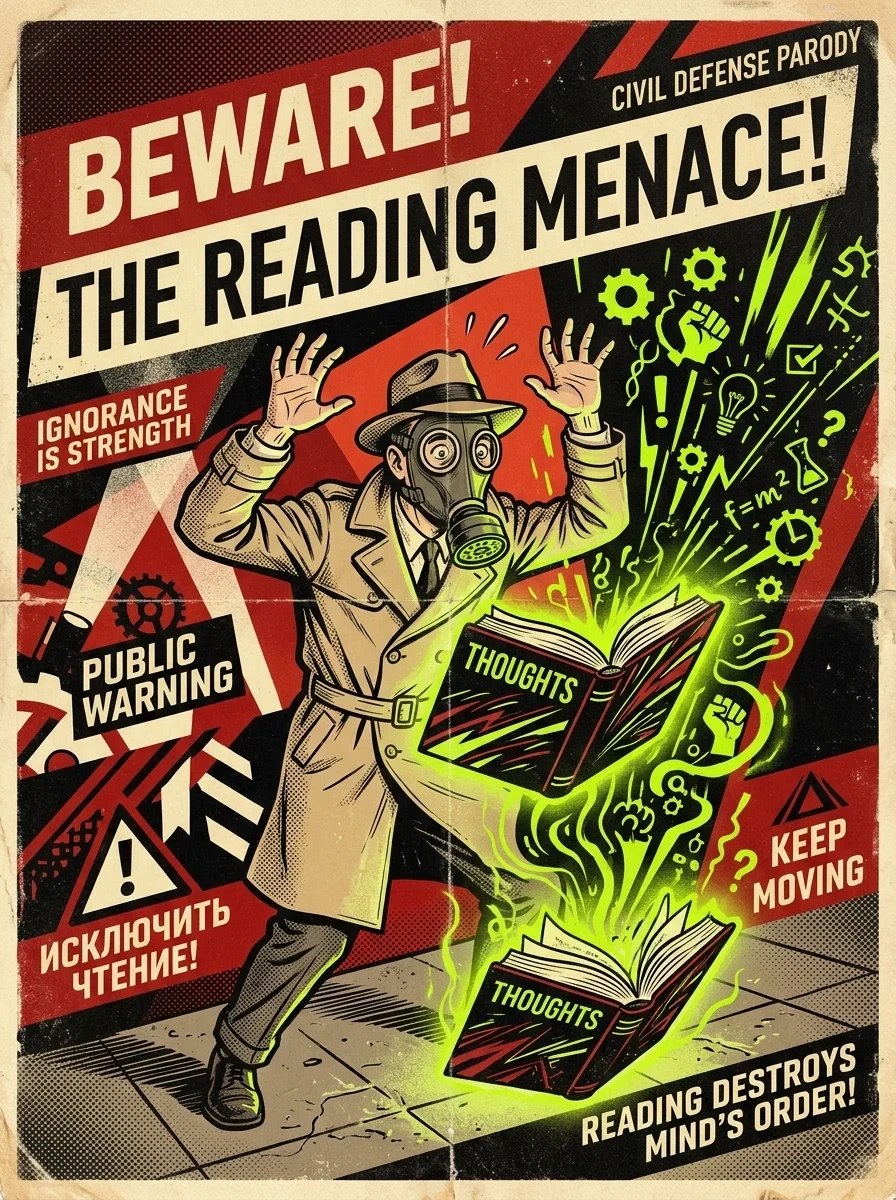 BEWARE!
CIVIL DEFENSE PARODY
THE READING MENACE!
IGNORANCE
IS STRENGTH
f=m²
THOUGHTS
PUBLIC
WARNING
KEEP
MOVING
ИСКЛЮЧИТЬ
ЧТЕНИЕ!
THOUGHTS
READING DESTROYS
MIND'S ORDER!